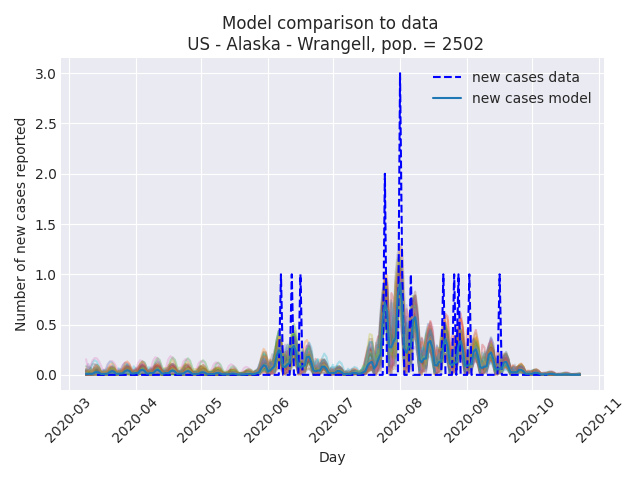 Model comparison to data
US - Alaska - Wrangell, pop. = 2502
new cases data
new cases model
Number of new cases reported
3.0
2.5
2.0
1.5
1.0
0.5
0.0
2020-03
2020-04
2020-05
2020-06
2020-07
2020-08
2020-09
2020-10
2020-11
Day